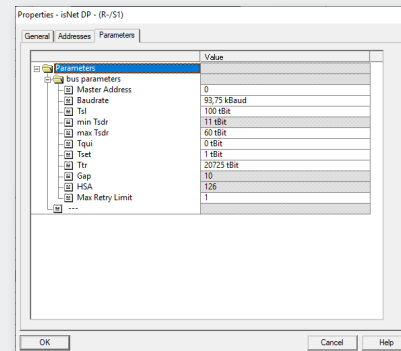 Properties - isNet DP - (R-/S1)
General Addresses Parameters
Value
Parameters
bus parameters
Master Address 0
Baudrate 93,75 kBaud
Tsl 100 tBit
min Tsdr 11 tBit
max Tsdr 60 tBit
Tqui 0 tBit
Tset 1 tBit
Ttr 20725 tBit
Gap 10
HSA 126
Max Retry Limit 1
---
OK Cancel Help